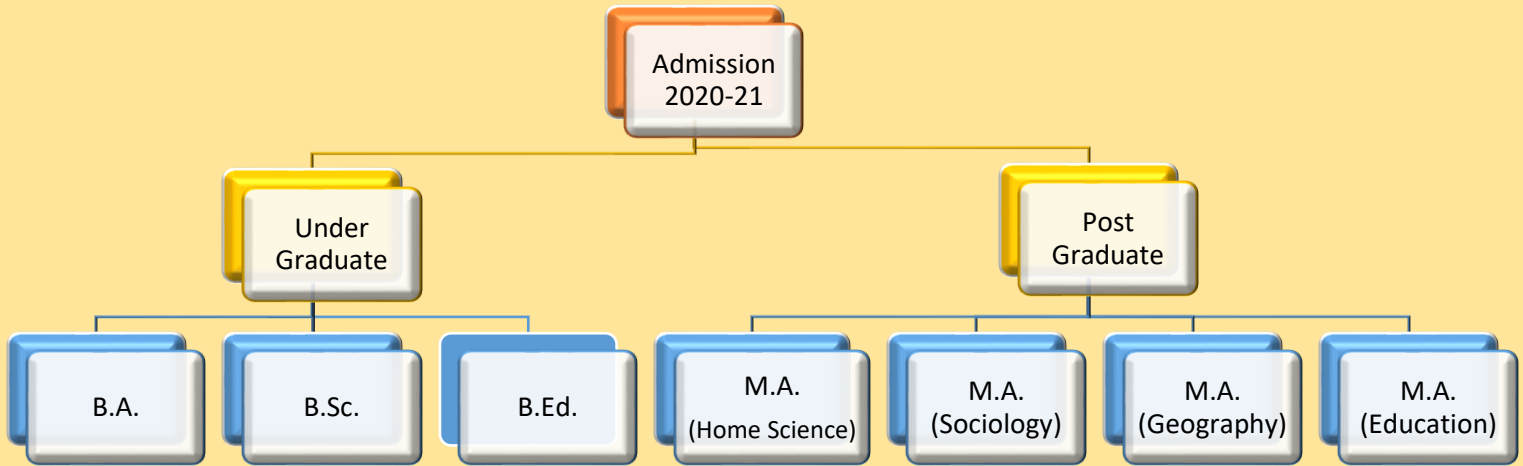 Admission
2020-21
Under
Graduate
Post
Graduate
B.A.
B.Sc.
B.Ed.
M.A.
(Home Science)
M.A.
(Sociology)
M.A.
(Geography)
M.A.
(Education)